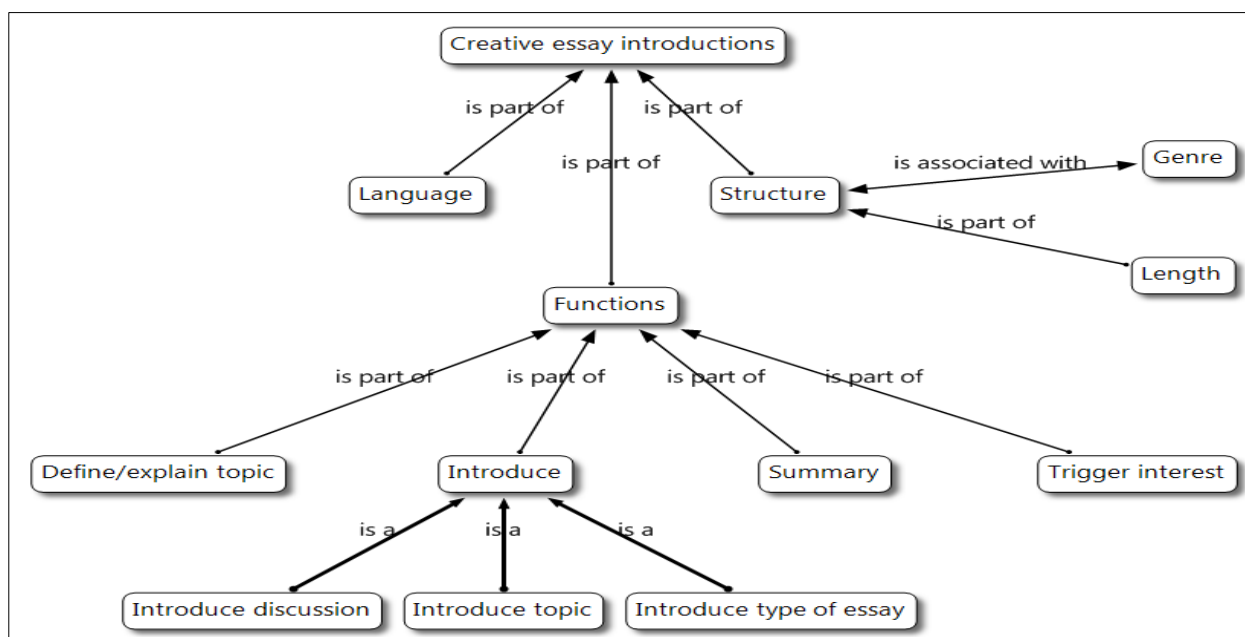 Creative essay introductions
is part of
is part of
is part of
is associated with
Genre
Language
Structure
is part of
Length
Functions
is part of
is part of
is part of
is part of
Define/explain topic
Introduce
Summary
Trigger interest
is a
is a
is a
Introduce discussion
Introduce topic
Introduce type of essay